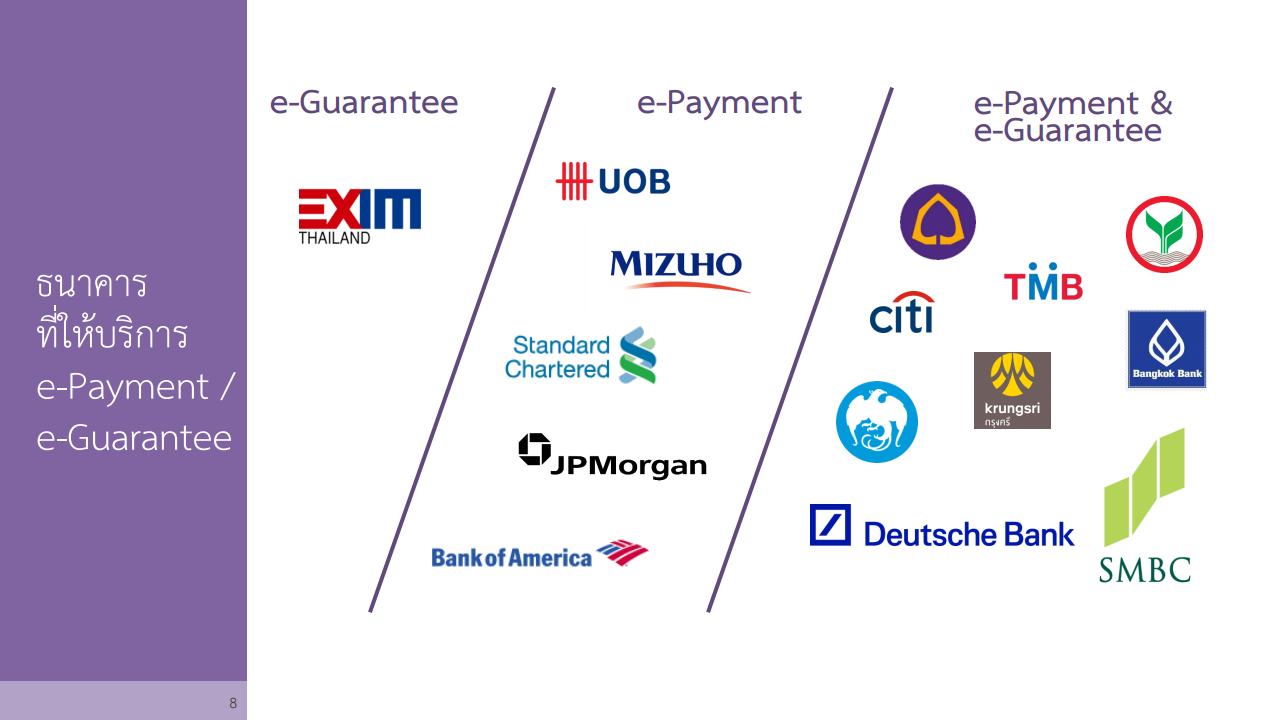 ธนาคาร
ที่ให้บริการ
e-Payment /
e-Guarantee
e-Guarantee
EXIM
THAILAND
e-Payment
UOB
MIZUHO
Standard
Chartered
JPMorgan
Bank of America
e-Payment &
e-Guarantee
TMB
citi
Bangkok Bank
krungsri
กรุงศรี
Deutsche Bank
SMBC
8